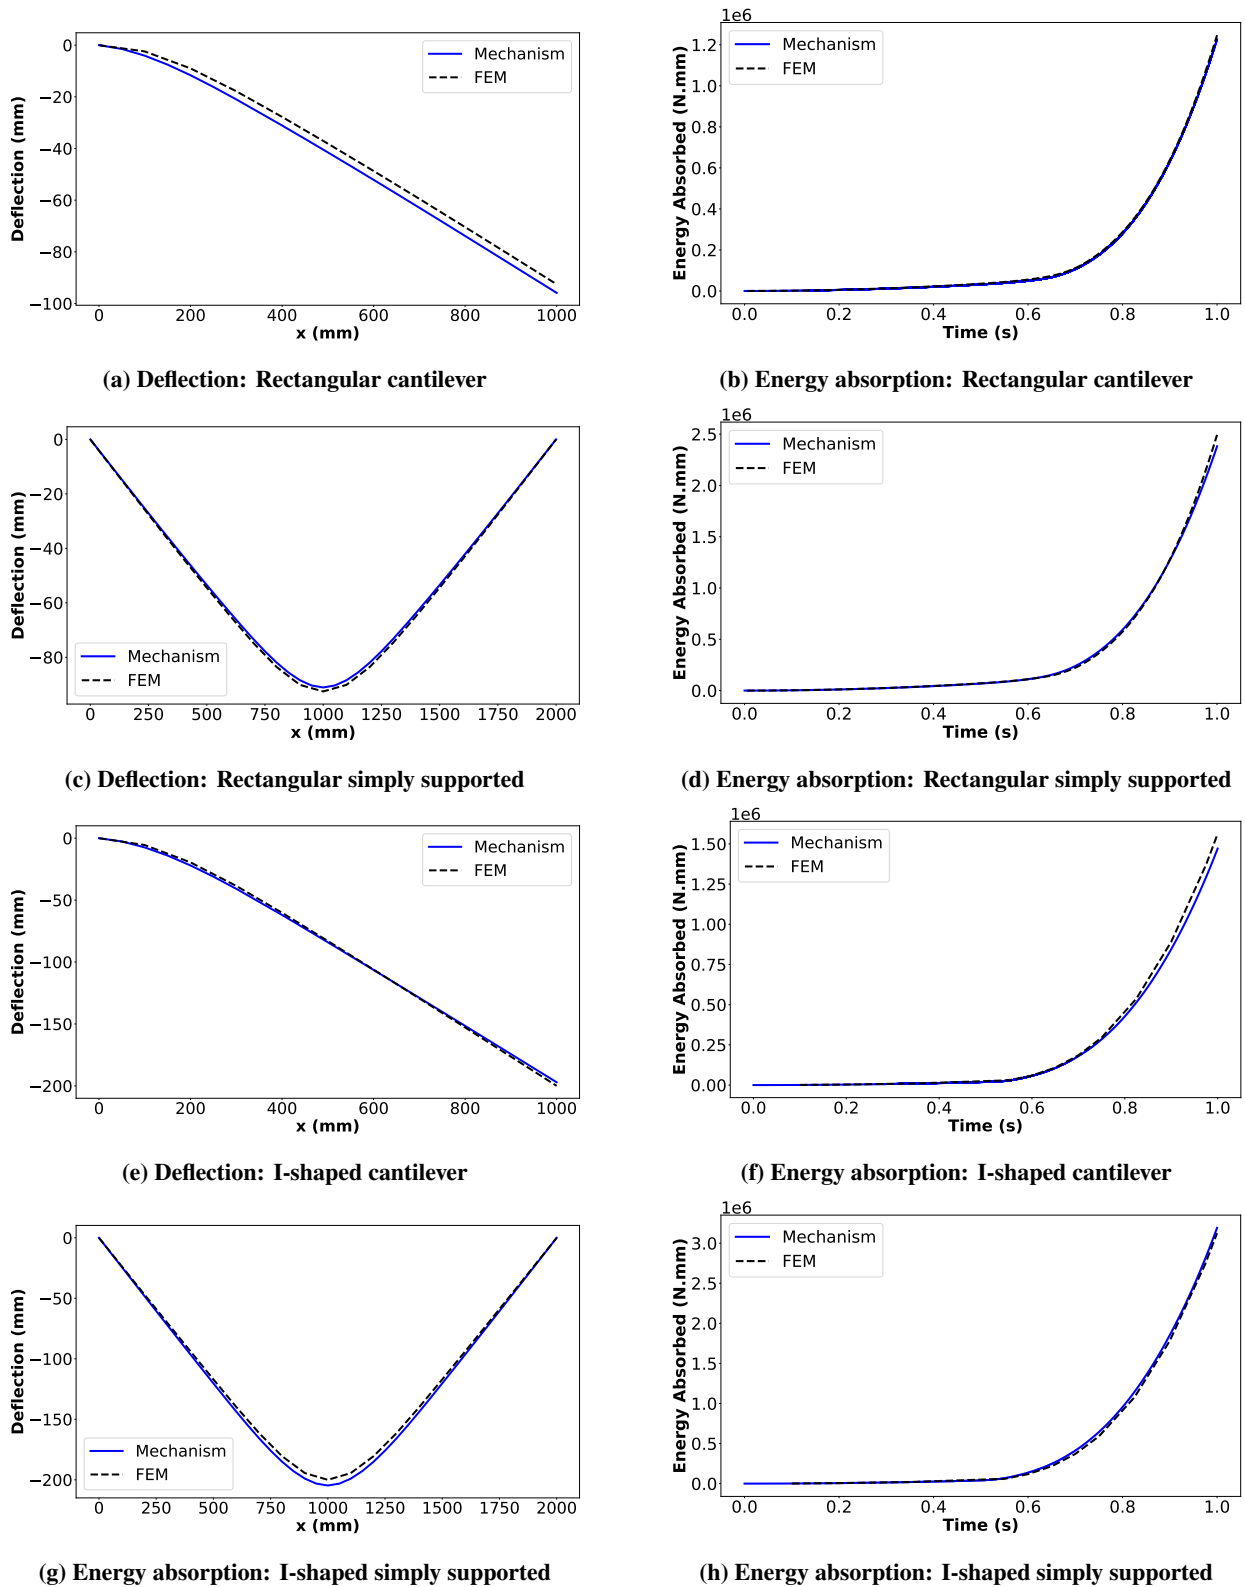 0
−20
−40
−60
−80
−100
Deflection (mm)
Mechanism
FEM
0 200 400 600 800 1000
x (mm)
(a) Deflection: Rectangular cantilever
1e6
1.2
1.0
0.8
0.6
0.4
0.2
0.0
Energy Absorbed (N.mm)
Mechanism
FEM
0.0 0.2 0.4 0.6 0.8 1.0
Time (s)
(b) Energy absorption: Rectangular cantilever
0
−20
−40
−60
−80
Deflection (mm)
Mechanism
FEM
0 250 500 750 1000 1250 1500 1750 2000
x (mm)
(c) Deflection: Rectangular simply supported
1e6
2.5
2.0
1.5
1.0
0.5
0.0
Energy Absorbed (N.mm)
Mechanism
FEM
0.0 0.2 0.4 0.6 0.8 1.0
Time (s)
(d) Energy absorption: Rectangular simply supported
0
−50
−100
−150
−200
Deflection (mm)
Mechanism
FEM
0 200 400 600 800 1000
x (mm)
(e) Deflection: I-shaped cantilever
1e6
1.50
1.25
1.00
0.75
0.50
0.25
0.00
Energy Absorbed (N.mm)
Mechanism
FEM
0.0 0.2 0.4 0.6 0.8 1.0
Time (s)
(f) Energy absorption: I-shaped cantilever
0
−50
−100
−150
−200
Deflection (mm)
Mechanism
FEM
0 250 500 750 1000 1250 1500 1750 2000
x (mm)
(g) Energy absorption: I-shaped simply supported
1e6
3.0
2.5
2.0
1.5
1.0
0.5
0.0
Energy Absorbed (N.mm)
Mechanism
FEM
0.0 0.2 0.4 0.6 0.8 1.0
Time (s)
(h) Energy absorption: I-shaped simply supported